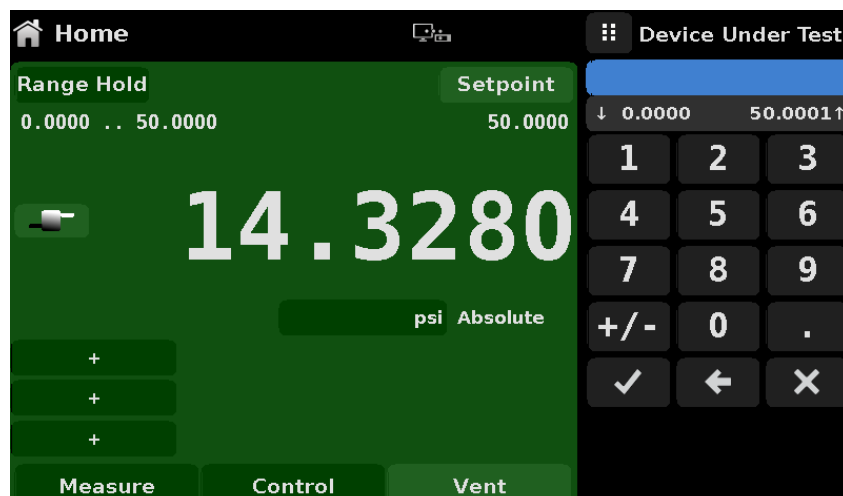 Home
Device Under Test
Range Hold
Setpoint
0.0000 .. 50.0000
50.0000
↓ 0.0000 50.0001↑
14.3280
psi Absolute
+
+
+
Measure Control Vent
1 2 3
4 5 6
7 8 9
+/- 0 .